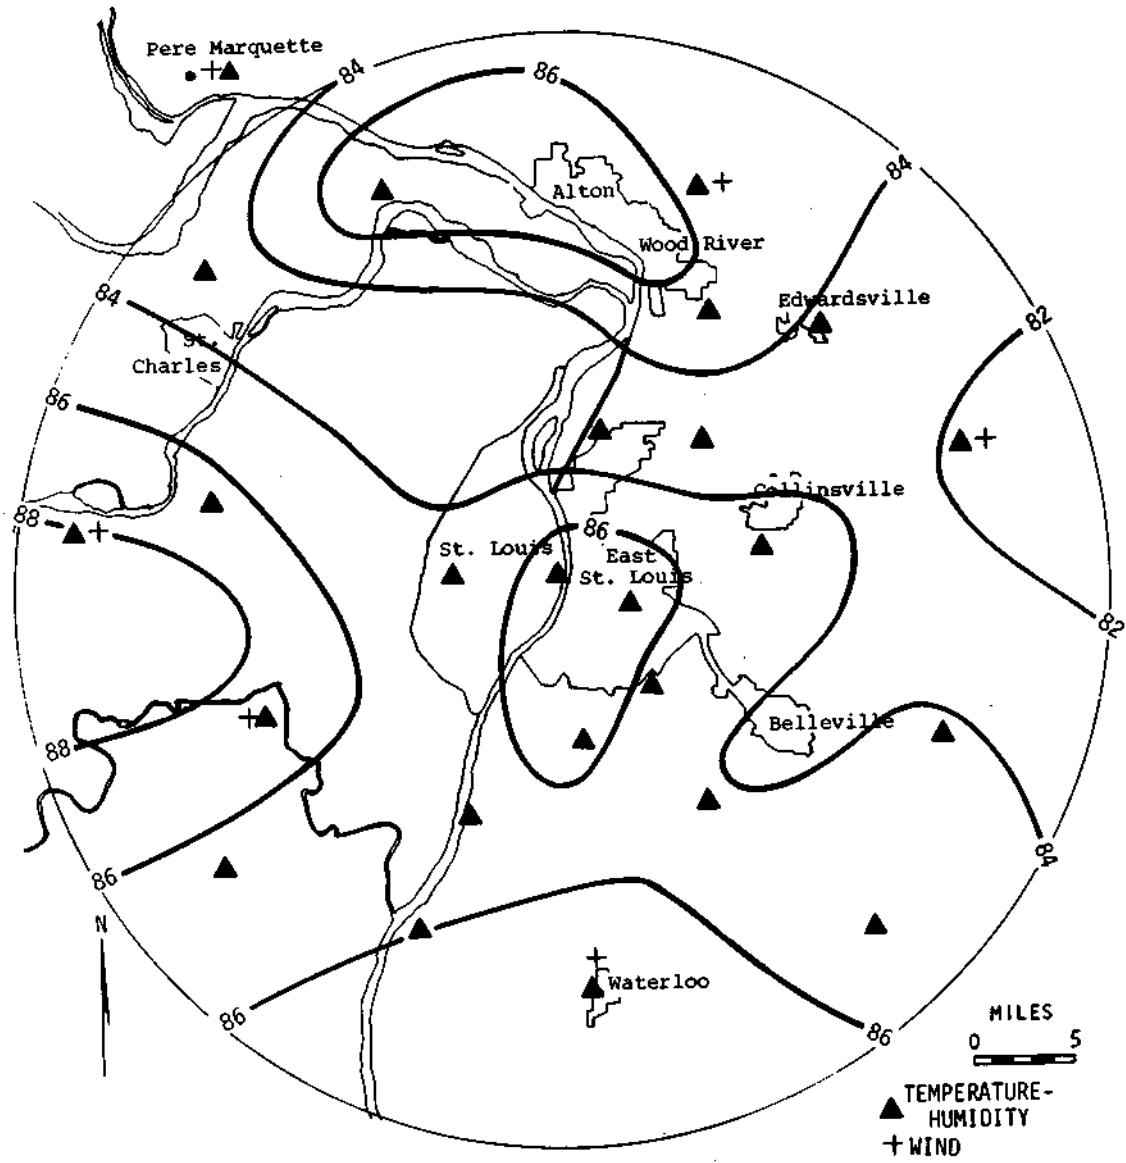 Pere Marquette
84
86
84
Alton
Wood River
84
Edwardsville
82
St.
Charles
86
Collinsville
88
86
St. Louis
East
St. Louis
82
Belleville
88
84
86
N
Waterloo
86
86
MILES
0 5
TEMPERATURE-
HUMIDITY
WIND